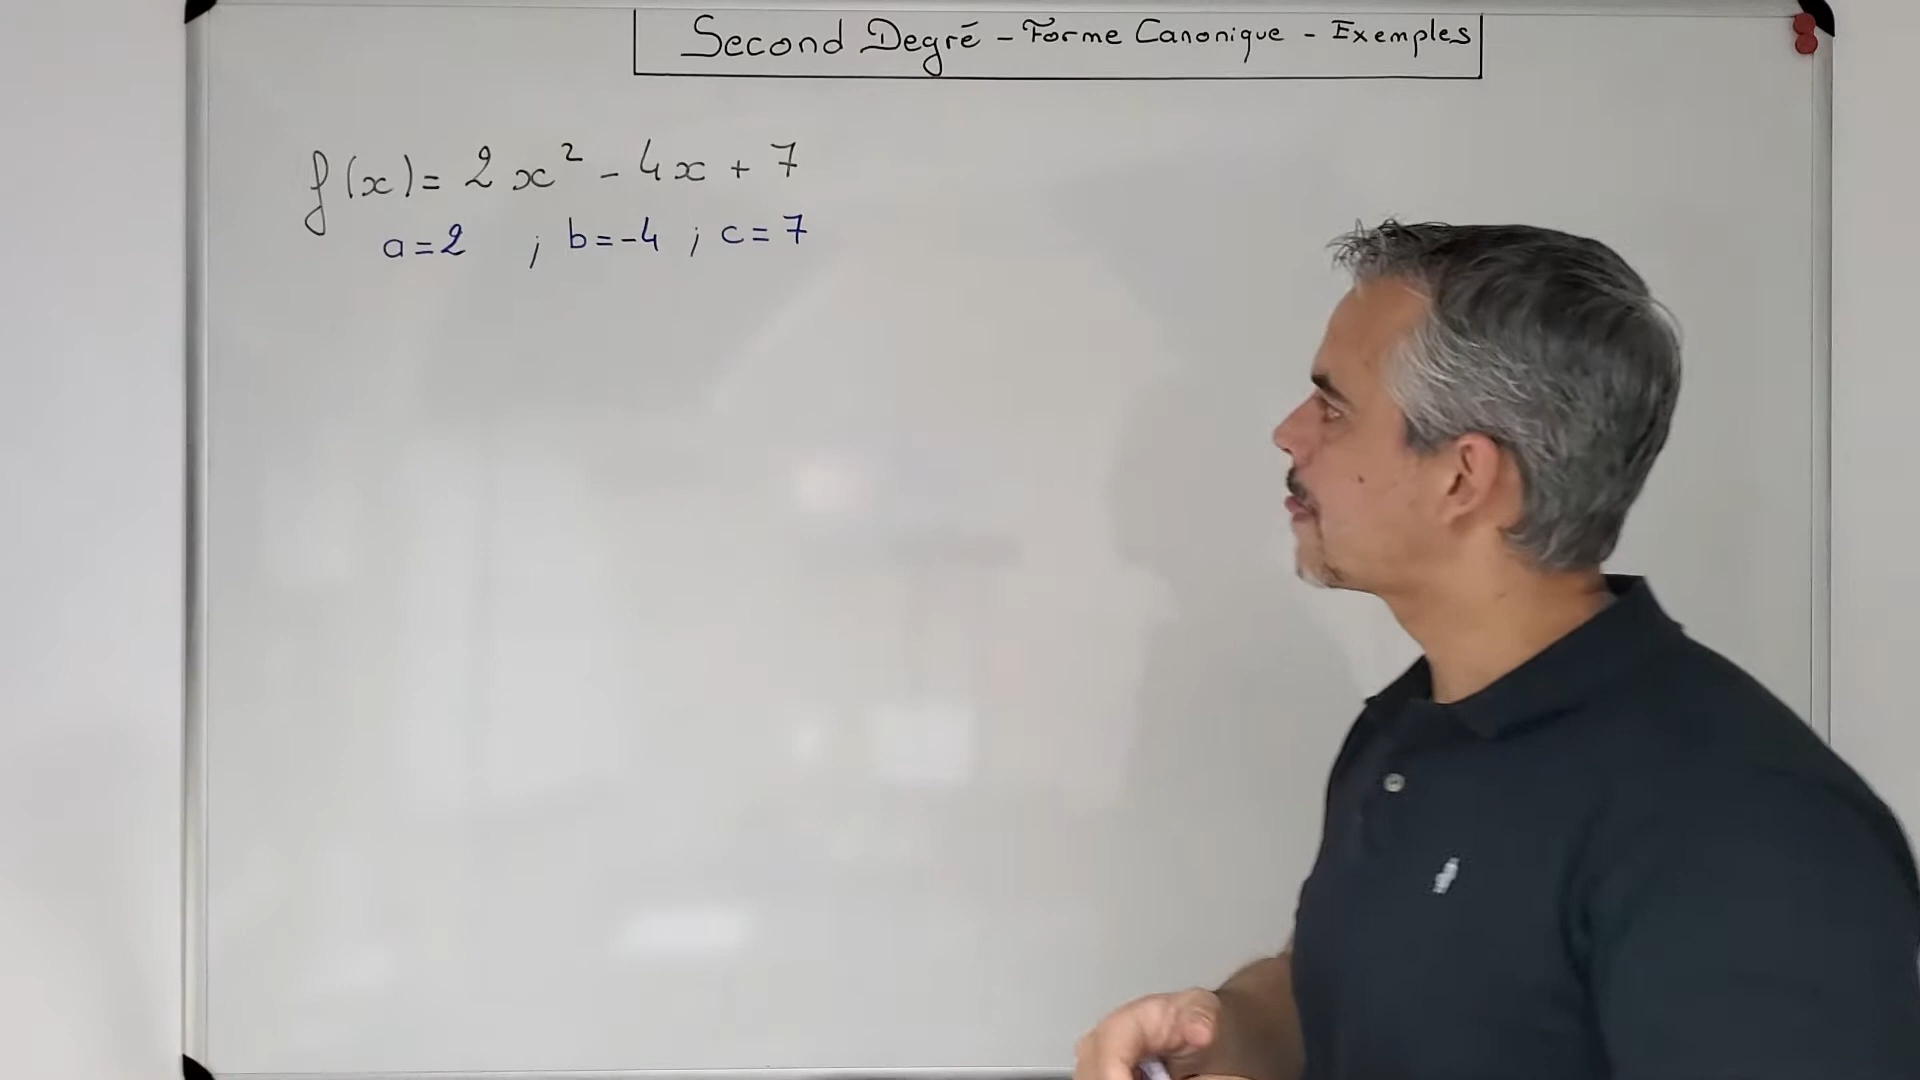 Second Degré - Forme Canonique - Exemples
f(x) = 2x² - 4x + 7
a = 2 ; b = -4 ; c = 7